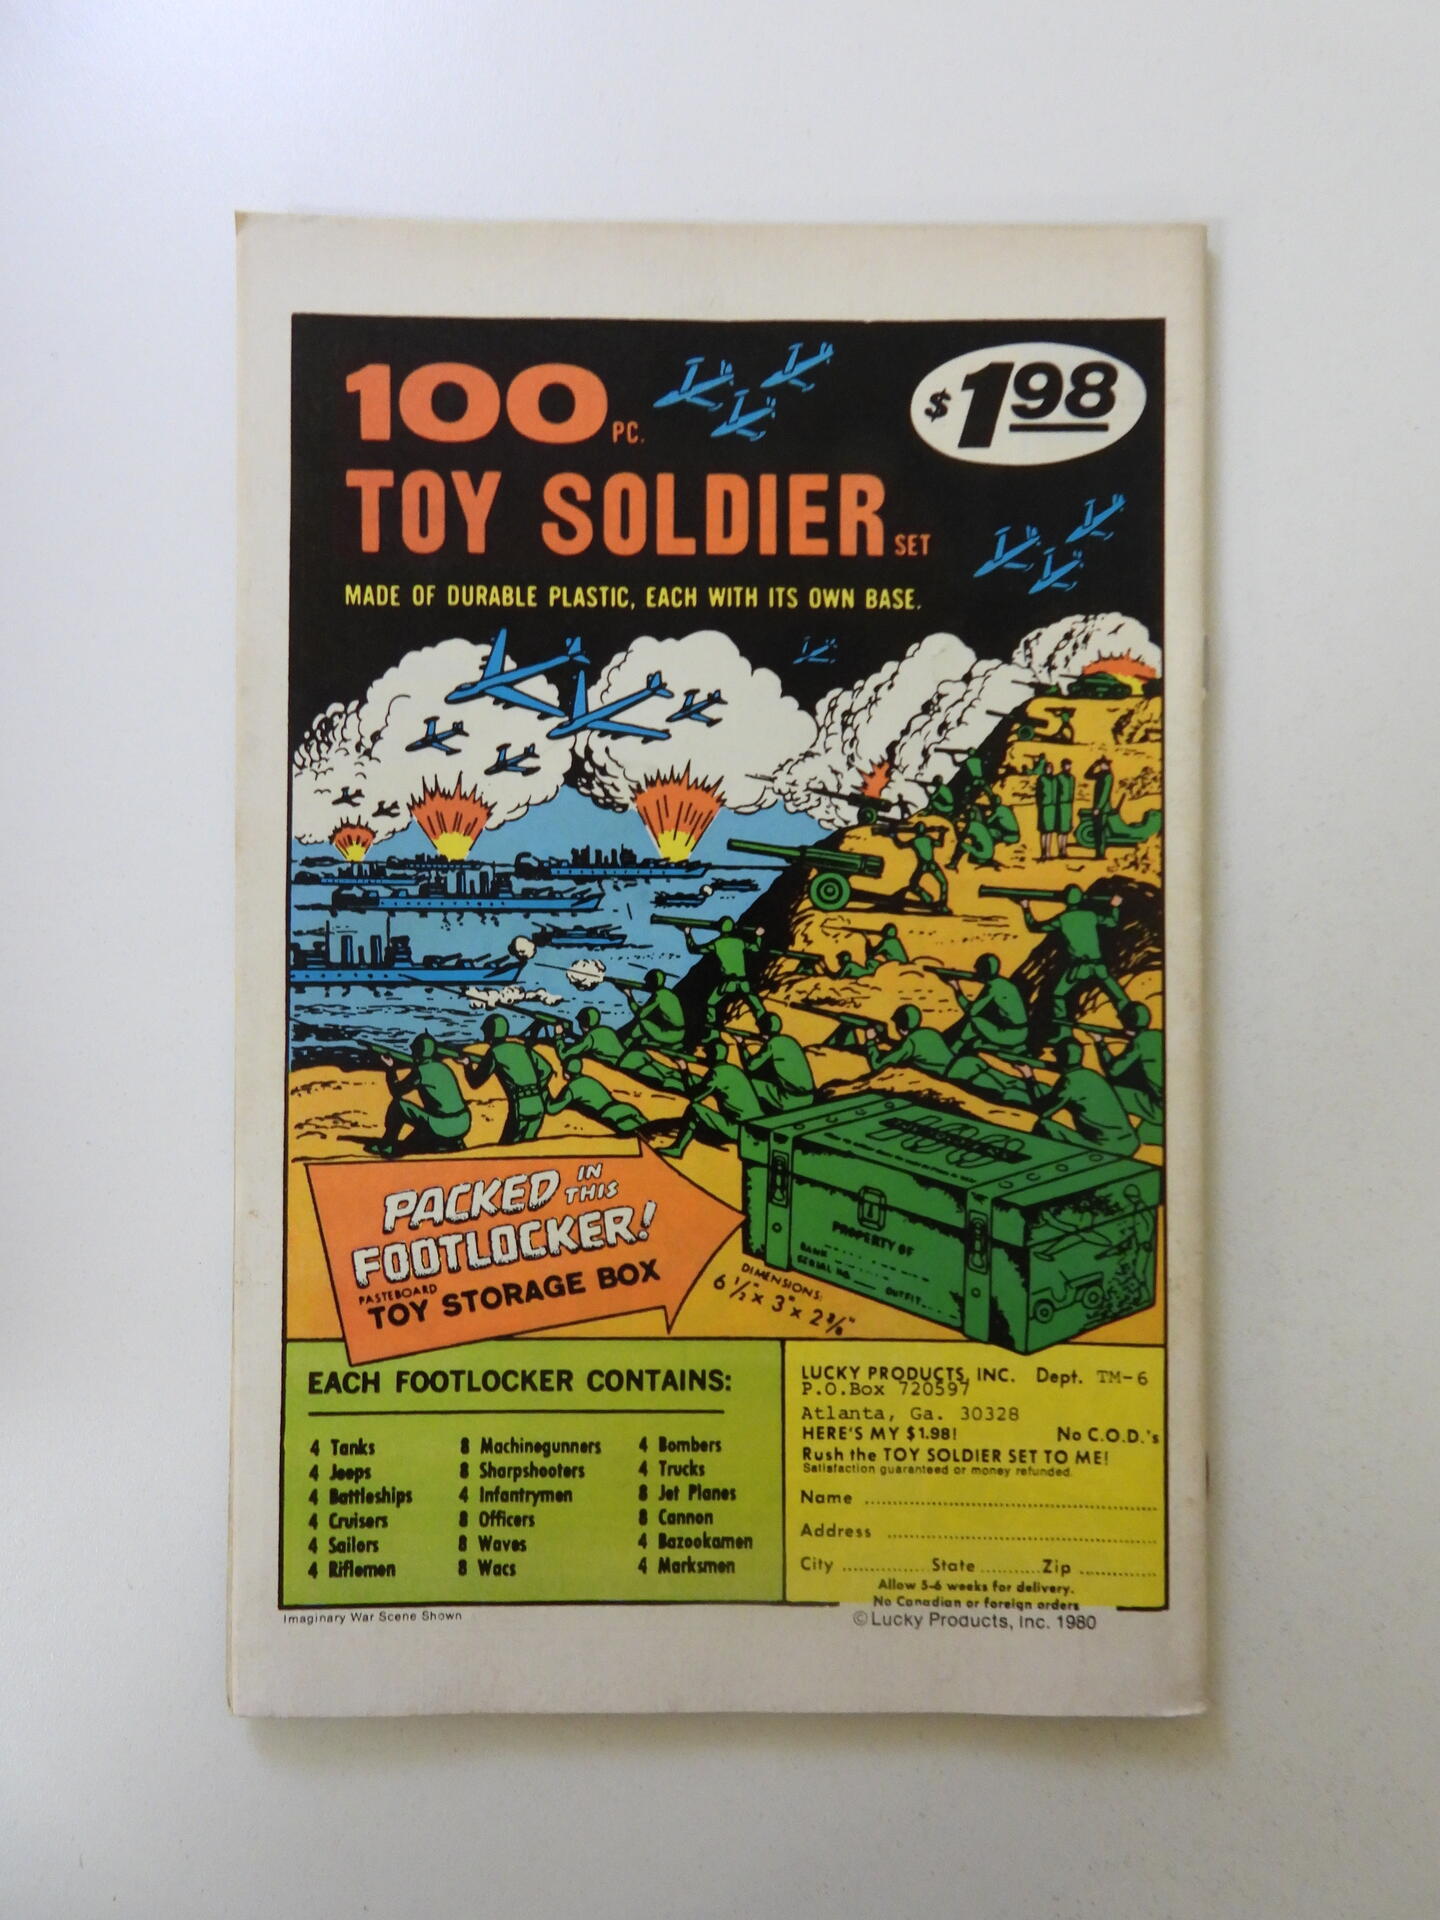 100 PC.
$1.98
TOY SOLDIER SET
MADE OF DURABLE PLASTIC, EACH WITH ITS OWN BASE.
PACKED IN THIS
FOOTLOCKER!
PASTEBOARD
TOY STORAGE BOX
PROPERTY OF
RANK
SERIAL NO.
OUTFIT
DIMENSIONS:
6 1/2" x 3" x 2 3/8"
EACH FOOTLOCKER CONTAINS:
4 Tanks
4 Jeeps
4 Battleships
4 Cruisers
4 Sailors
4 Riflemen
8 Machinegunners
8 Sharpshooters
4 Infantrymen
8 Officers
8 Waves
8 Wacs
4 Bombers
4 Trucks
8 Jet Planes
8 Cannon
4 Bazookamen
4 Marksmen
LUCKY PRODUCTS, INC. Dept. TM-6
P.O.Box 720597
Atlanta, Ga. 30328
HERE'S MY $1.98! No C.O.D.'s
Rush the TOY SOLDIER SET TO ME!
Satisfaction guaranteed or money refunded.
Name
Address
City State Zip
Allow 5-6 weeks for delivery.
No Canadian or foreign orders
Imaginary War Scene Shown
© Lucky Products, Inc. 1980